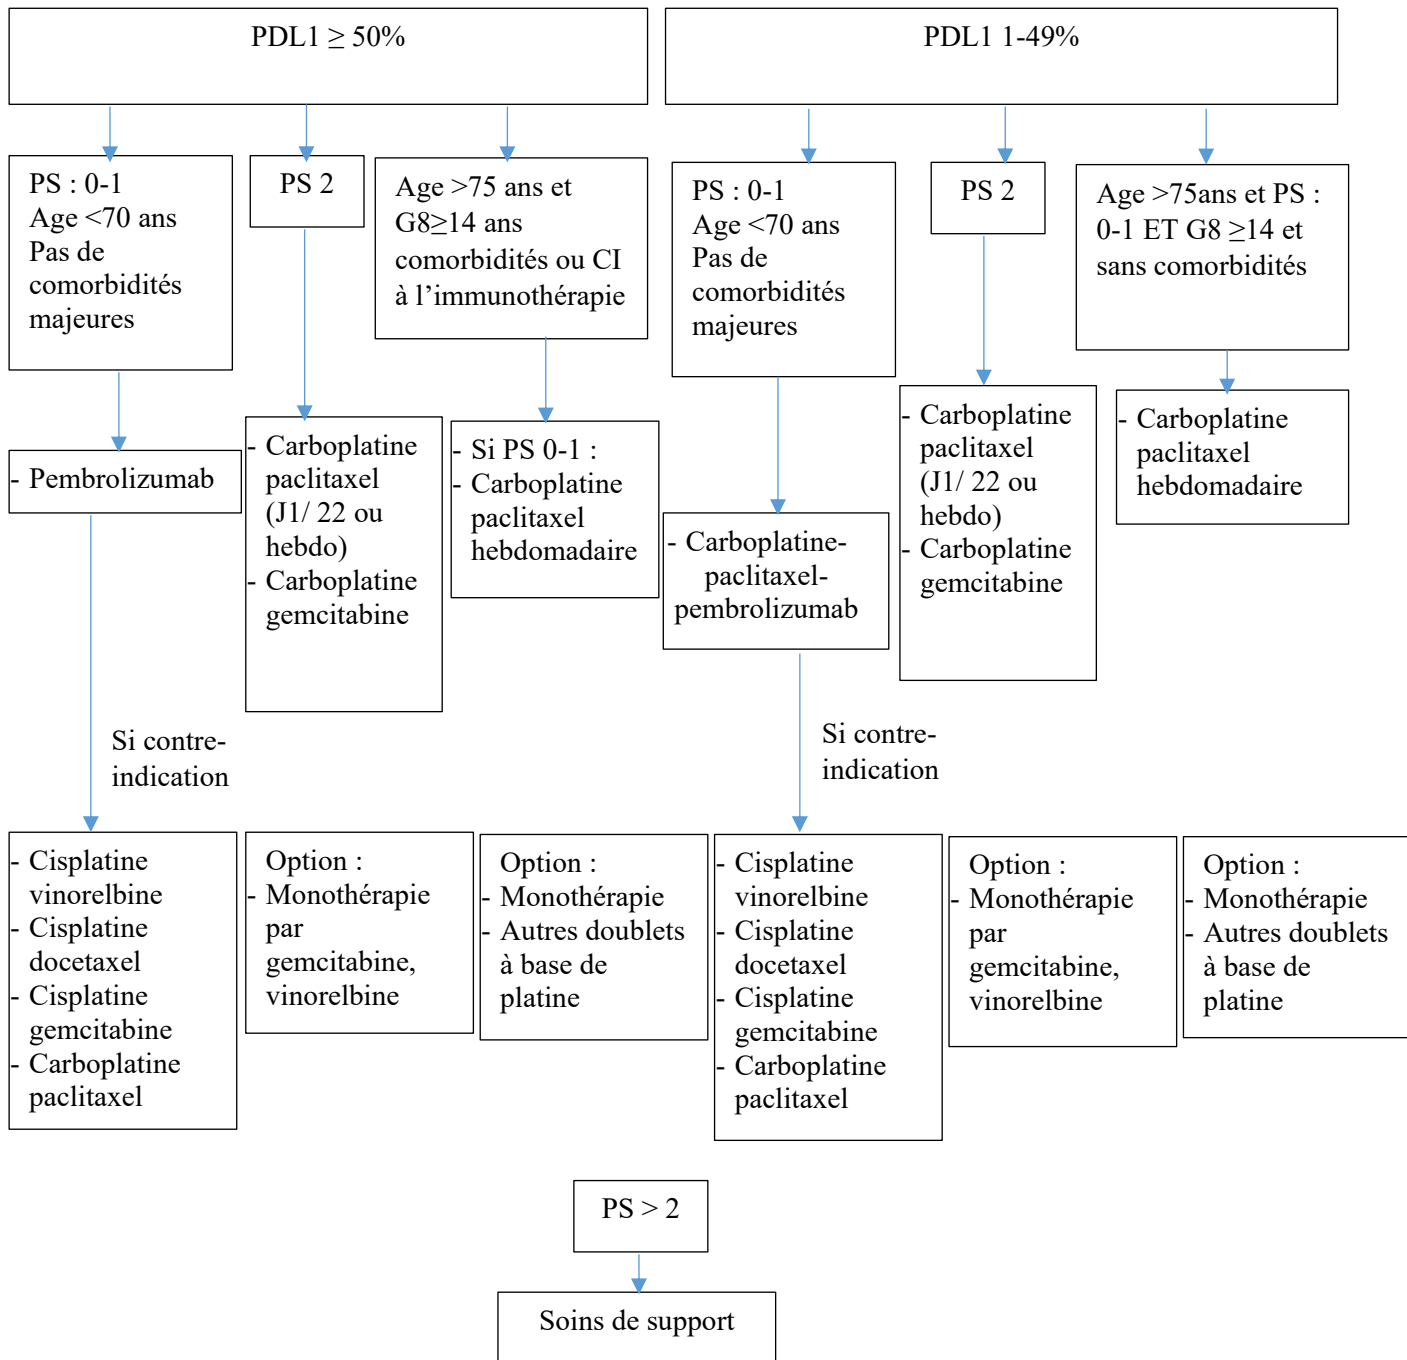 PDL1 ≥ 50%
PDL1 1-49%
PS : 0-1
Age <70 ans
Pas de
comorbidités
majeures
PS 2
Age >75 ans et
G8≥14 ans
comorbidités ou CI
à l’immunothérapie
PS : 0-1
Age <70 ans
Pas de
comorbidités
majeures
PS 2
Age >75ans et PS :
0-1 ET G8 ≥14 et
sans comorbidités
- Pembrolizumab
- Carboplatine
paclitaxel
(J1/ 22 ou
hebdo)
- Carboplatine
gemcitabine
- Si PS 0-1 :
- Carboplatine
paclitaxel
hebdomadaire
- Carboplatine-
paclitaxel-
pembrolizumab
- Carboplatine
paclitaxel
(J1/ 22 ou
hebdo)
- Carboplatine
gemcitabine
- Carboplatine
paclitaxel
hebdomadaire
Si contre-
indication
Si contre-
indication
- Cisplatine
vinorelbine
- Cisplatine
docetaxel
- Cisplatine
gemcitabine
- Carboplatine
paclitaxel
Option :
- Monothérapie
par
gemcitabine,
vinorelbine
Option :
- Monothérapie
- Autres doublets
à base de
platine
- Cisplatine
vinorelbine
- Cisplatine
docetaxel
- Cisplatine
gemcitabine
- Carboplatine
paclitaxel
Option :
- Monothérapie
par
gemcitabine,
vinorelbine
Option :
- Monothérapie
- Autres doublets
à base de
platine
PS > 2
Soins de support